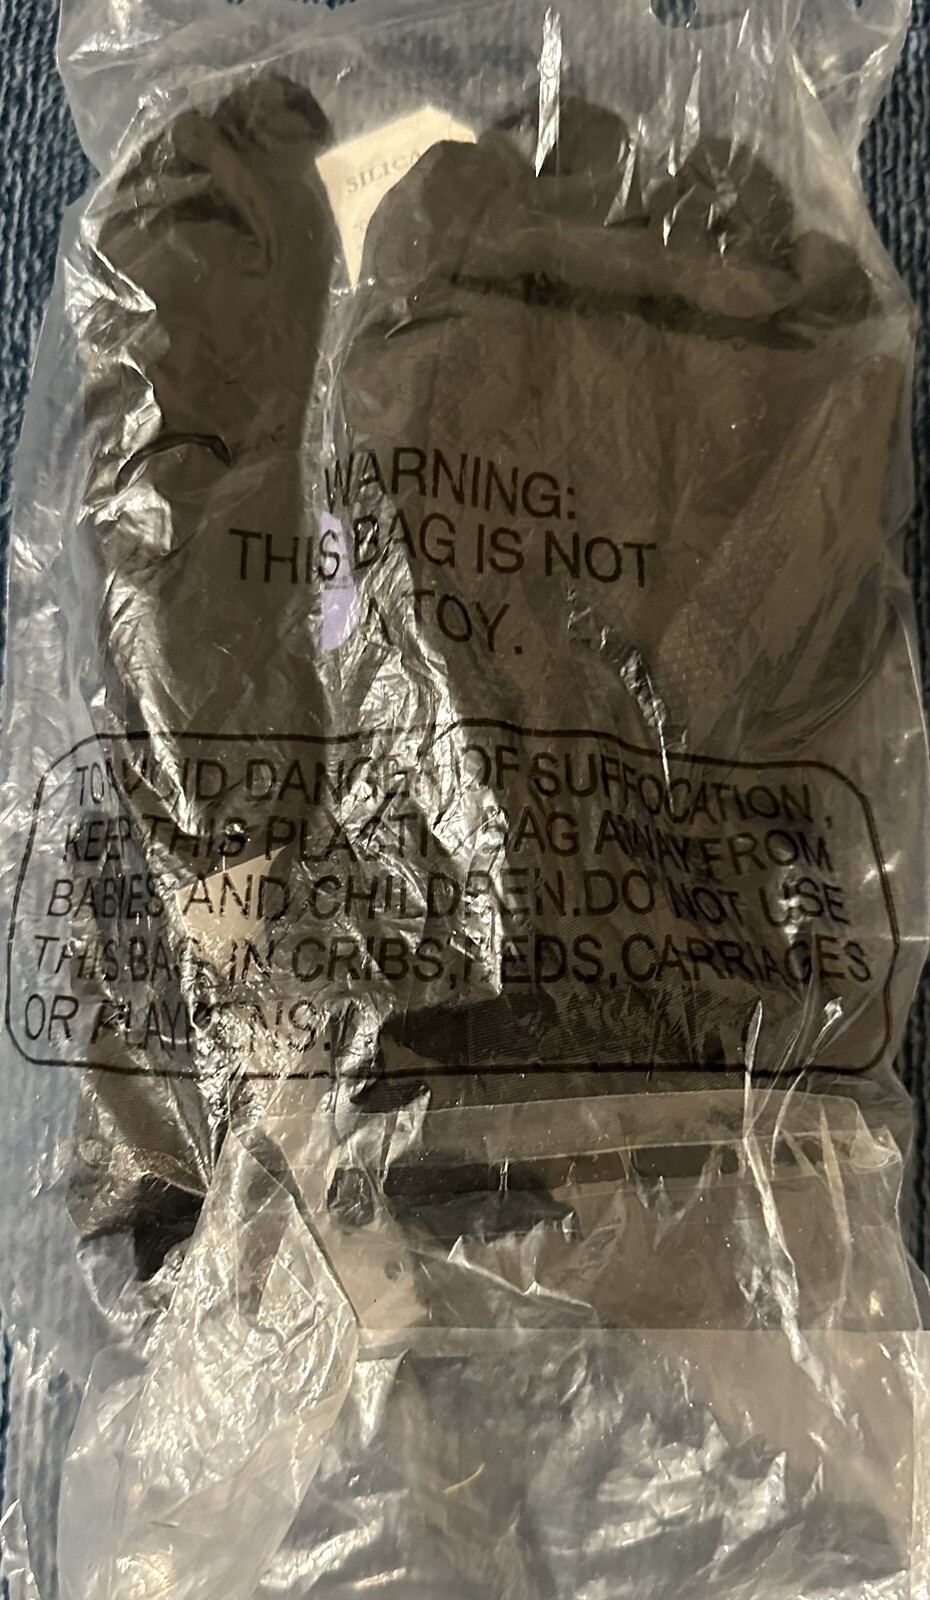 SILICA
WARNING:
THIS BAG IS NOT
A TOY.
TO AVOID DANGER OF SUFFOCATION,
KEEP THIS PLASTIC BAG AWAY FROM
BABIES AND CHILDREN.DO NOT USE
THIS BAG IN CRIBS,BEDS,CARRIAGES
OR PLAYPENS.